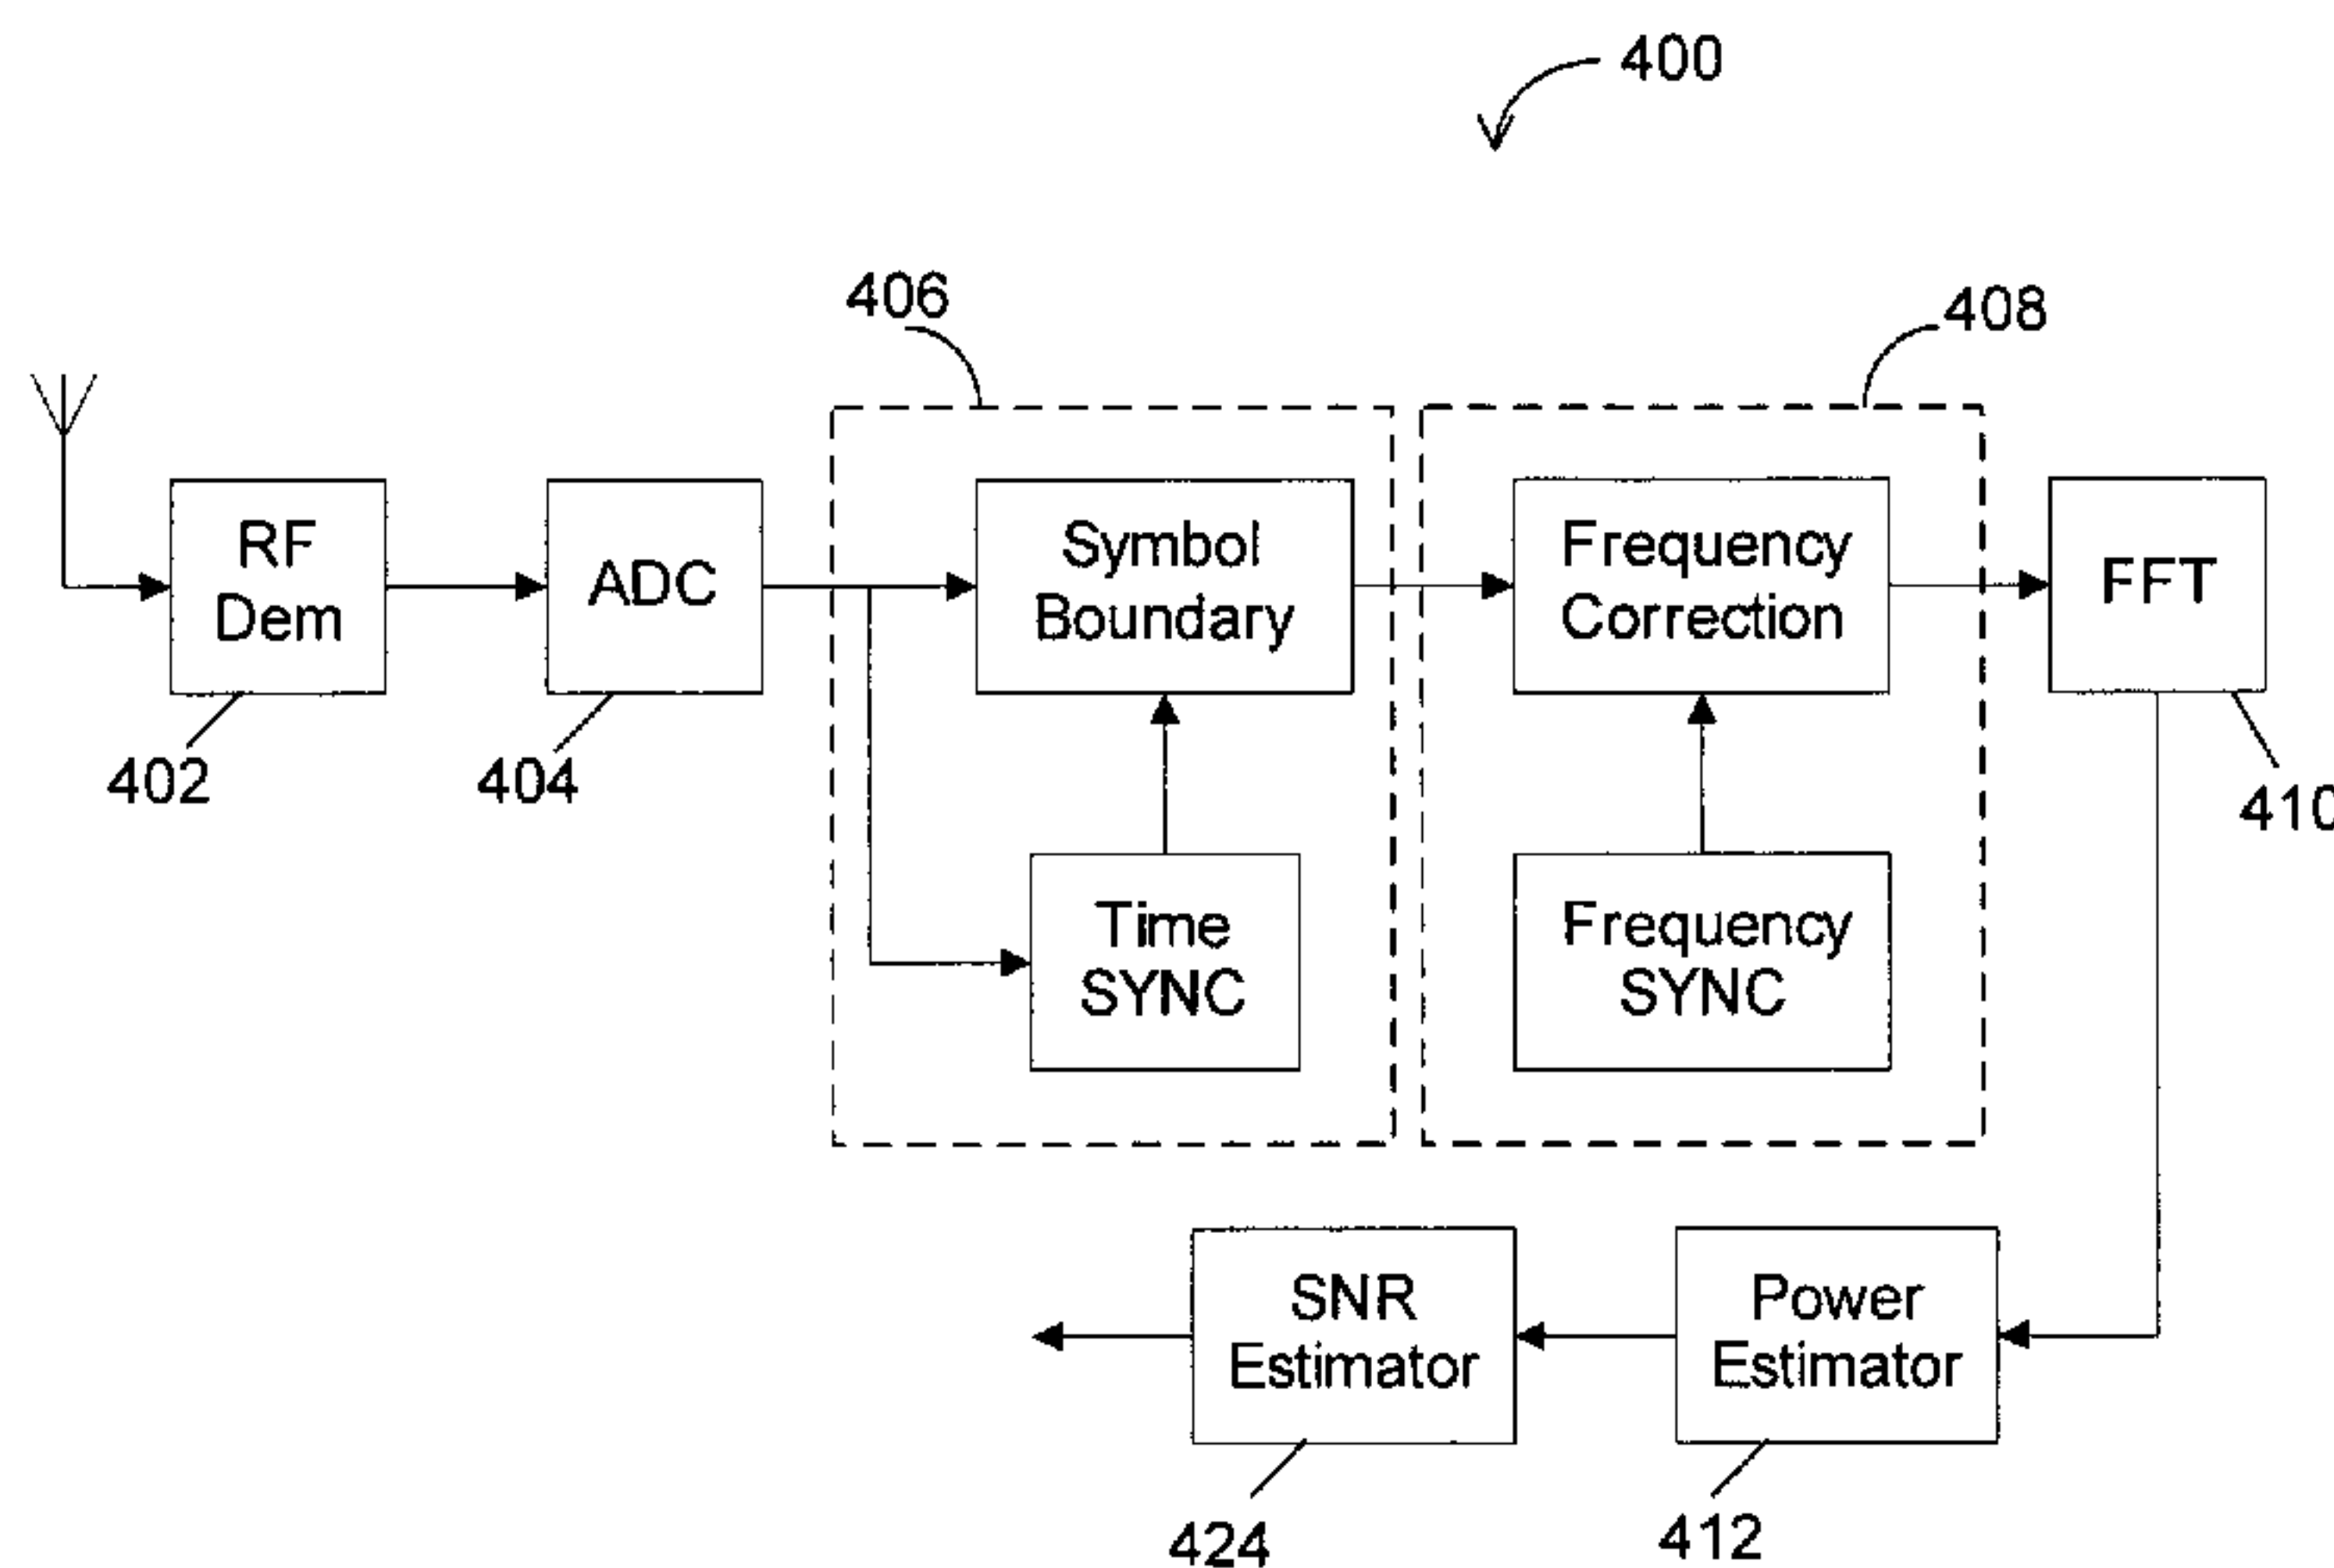 400
406
408
RF
Dem
ADC
Symbol
Boundary
Frequency
Correction
FFT
402
404
410
Time
SYNC
Frequency
SYNC
SNR
Estimator
Power
Estimator
424
412